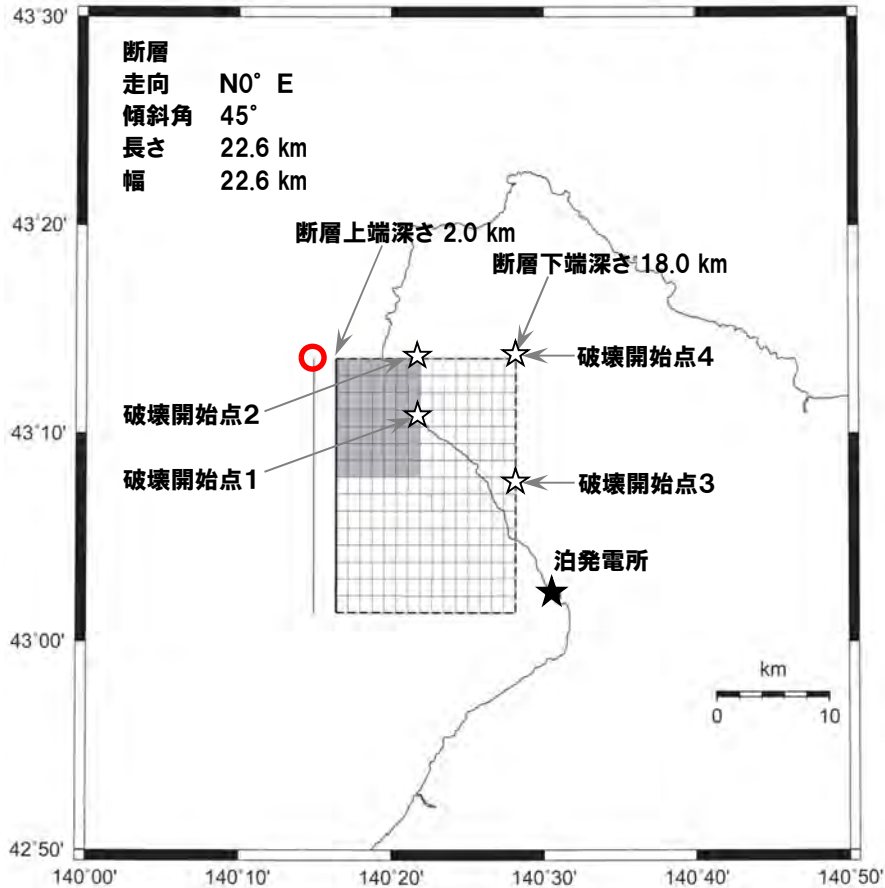 43°30'
断層
走向 N0° E
傾斜角 45°
長さ 22.6 km
幅 22.6 km
43°20'
断層上端深さ 2.0 km
断層下端深さ 18.0 km
破壊開始点4
破壊開始点2
43°10'
破壊開始点1
破壊開始点3
泊発電所
43°00'
km
0 10
42°50'
140°00' 140°10' 140°20' 140°30' 140°40' 140°50'